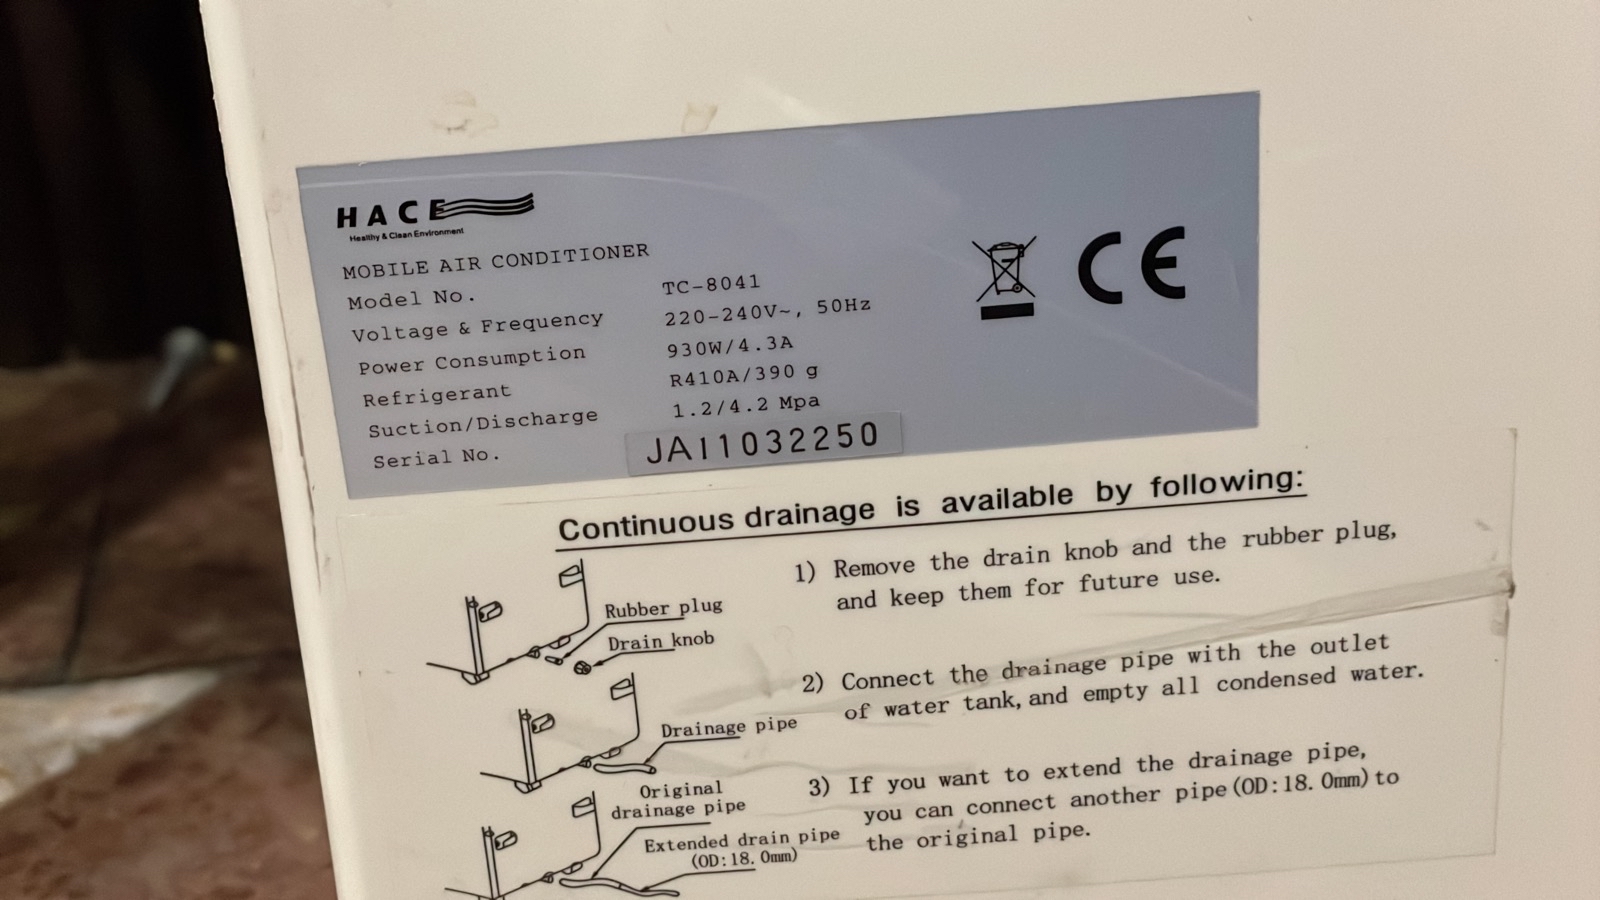 HACE
Healthy & Clean Environment
MOBILE AIR CONDITIONER
Model No. TC-8041
Voltage & Frequency 220-240V~, 50Hz
Power Consumption 930W/4.3A
Refrigerant R410A/390 g
Suction/Discharge 1.2/4.2 Mpa
Serial No. JA11032250
CE
Continuous drainage is available by following:
Rubber plug
Drain knob
1) Remove the drain knob and the rubber plug,
and keep them for future use.
Drainage pipe
2) Connect the drainage pipe with the outlet
of water tank,and empty all condensed water.
Original
drainage pipe
Extended drain pipe
(OD:18.0mm)
3) If you want to extend the drainage pipe,
you can connect another pipe(OD:18.0mm)to
the original pipe.